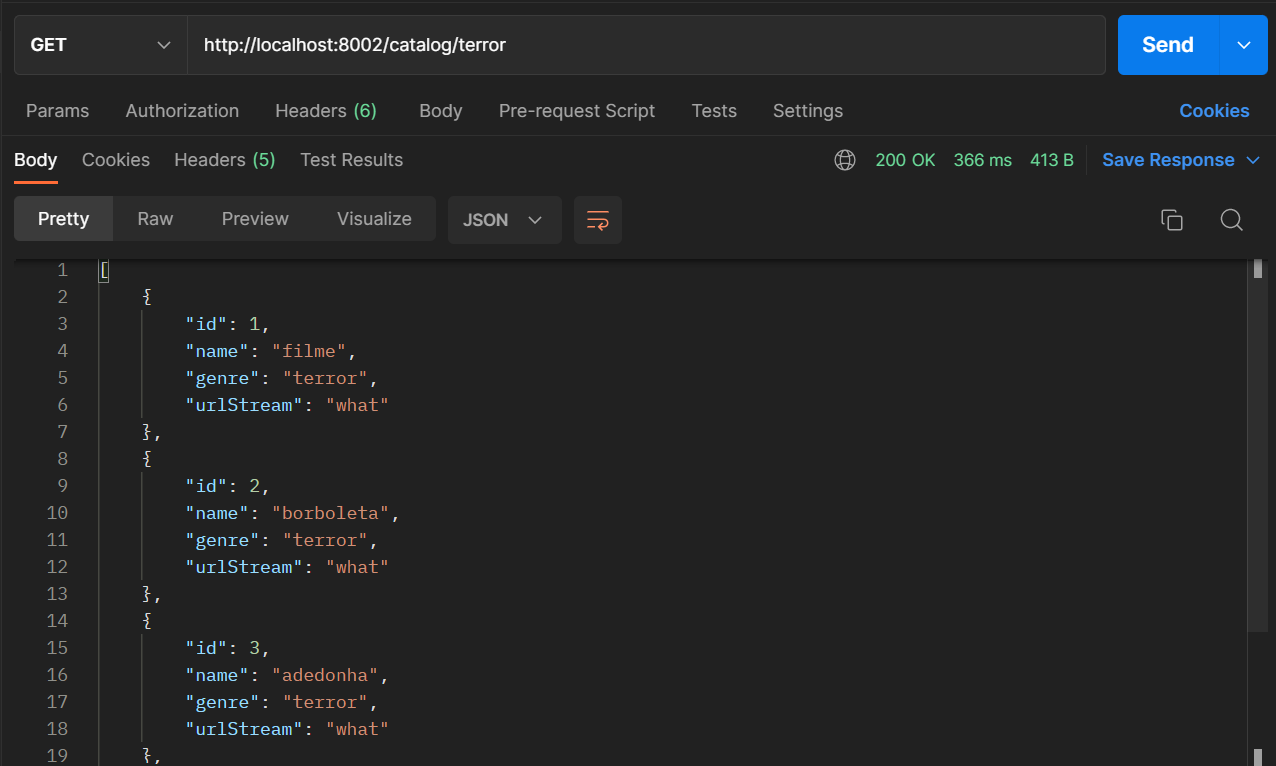 GET http://localhost:8002/catalog/terror Send
Params Authorization Headers (6) Body Pre-request Script Tests Settings Cookies
Body Cookies Headers (5) Test Results 200 OK 366 ms 413 B Save Response
Pretty Raw Preview Visualize JSON
1 [
2 {
3 "id": 1,
4 "name": "filme",
5 "genre": "terror",
6 "urlStream": "what"
7 },
8 {
9 "id": 2,
10 "name": "borboleta",
11 "genre": "terror",
12 "urlStream": "what"
13 },
14 {
15 "id": 3,
16 "name": "adedonha",
17 "genre": "terror",
18 "urlStream": "what"
19 },